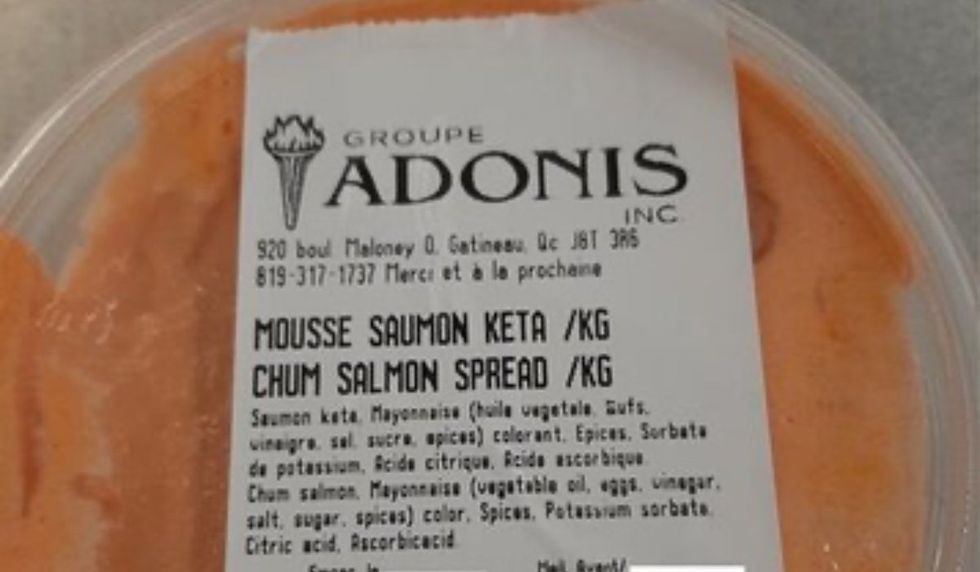 GROUPE
ADONIS
INC.
920 boul Maloney O. Gatineau, Qc J8T 3R6
819-317-1737 Merci et à la prochaine
MOUSSE SAUMON KETA /KG
CHUM SALMON SPREAD /KG
Saumon keta, Mayonnaise (huile vegetale, Eufs,
vinaigre, sel, sucre, epices) colorant, Epices, Sorbate
de potassium, Acide citrique, Acide ascorbique.
Chum salmon, Mayonnaise (vegetable oil, eggs, vinegar,
salt, sugar, spices) color, Spices, Potassium sorbate,
Citric acid, Ascorbicacid.